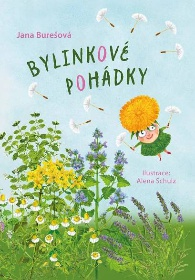 Jana Burešová
BYLINKOVÉ
POHÁDKY
Ilustrace:
Alena Schulz